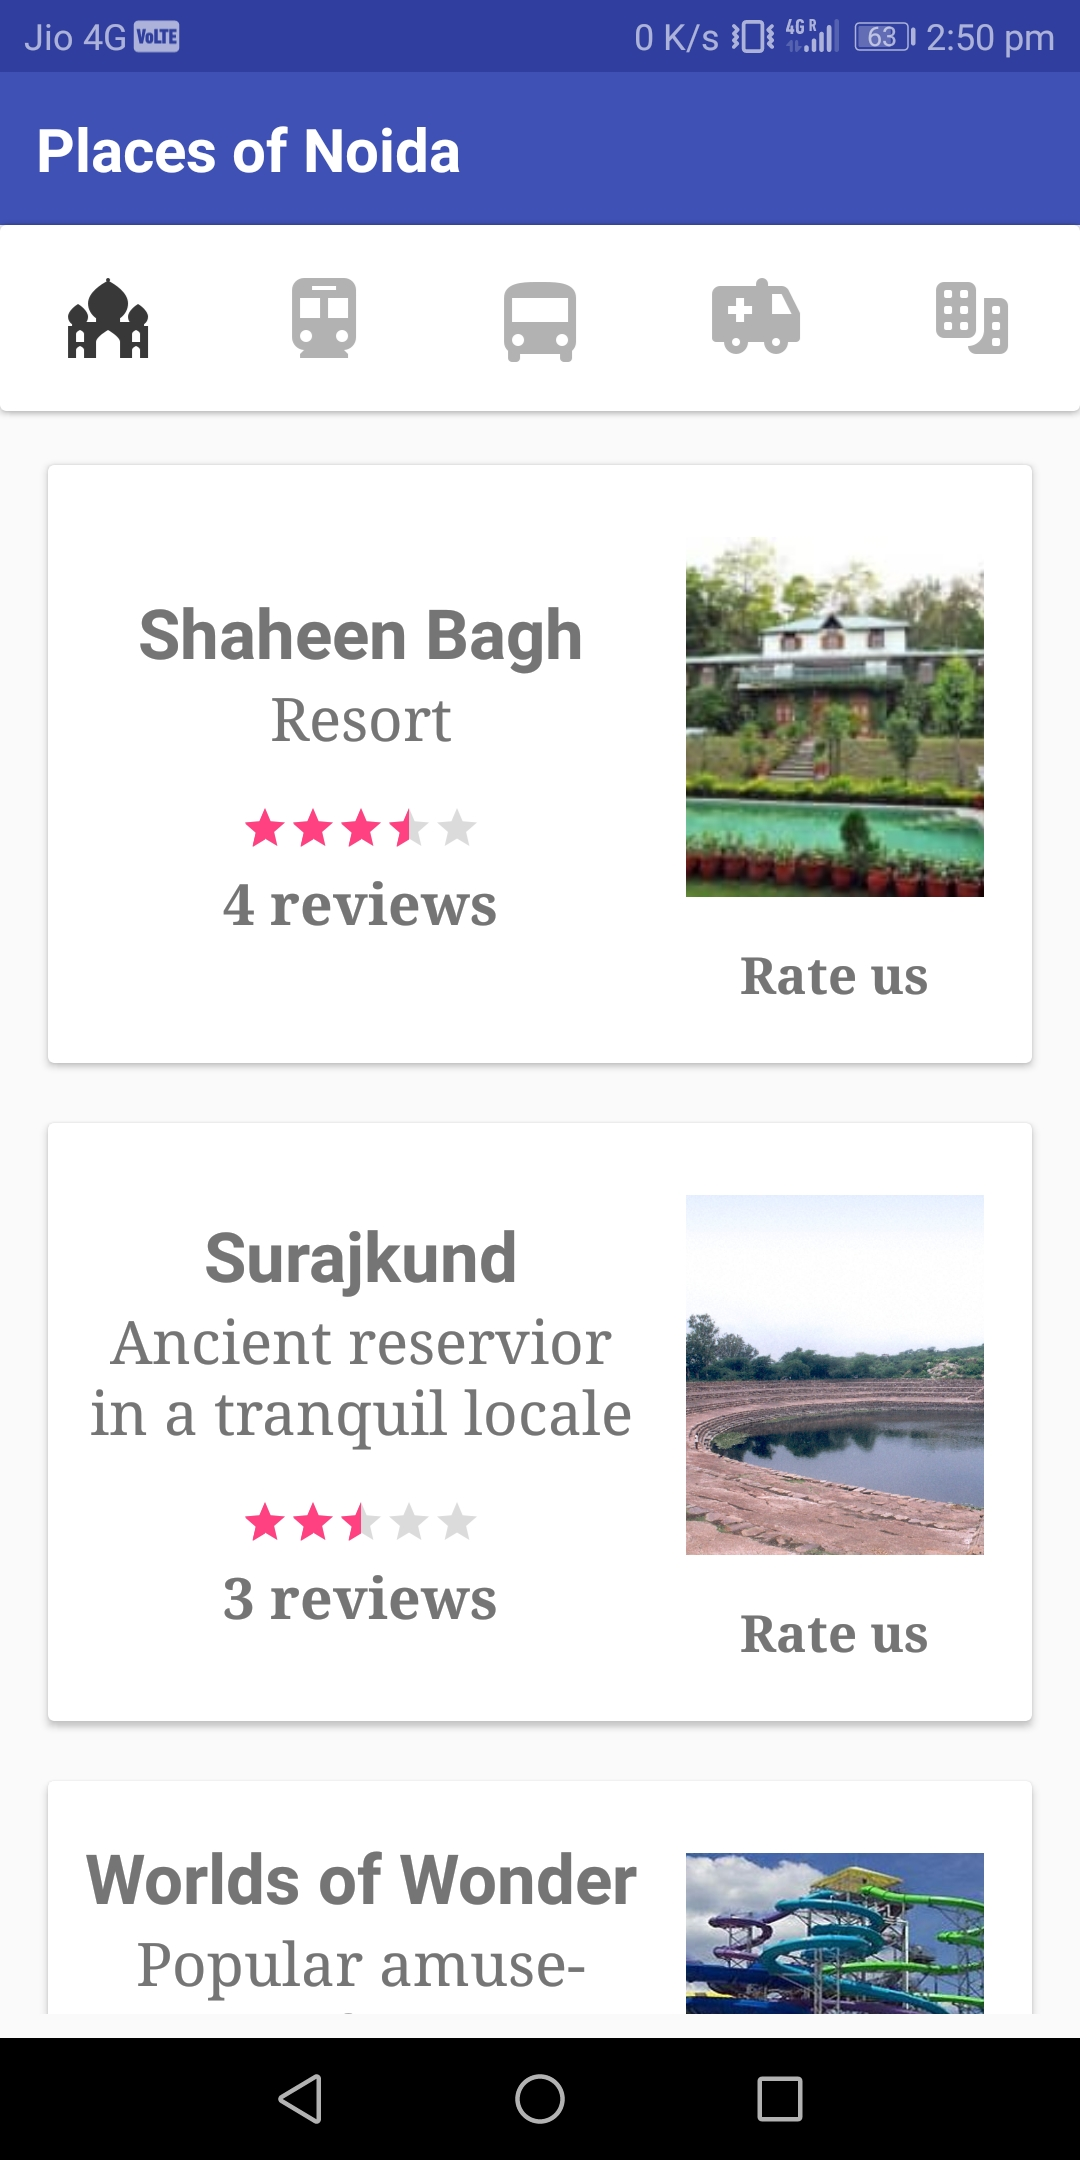 Jio 4G VoLTE 0 K/s 4G R 63 2:50 pm
Places of Noida
Shaheen Bagh
Resort
4 reviews
Rate us
Surajkund
Ancient reservior
in a tranquil locale
3 reviews
Rate us
Worlds of Wonder
Popular amuse-